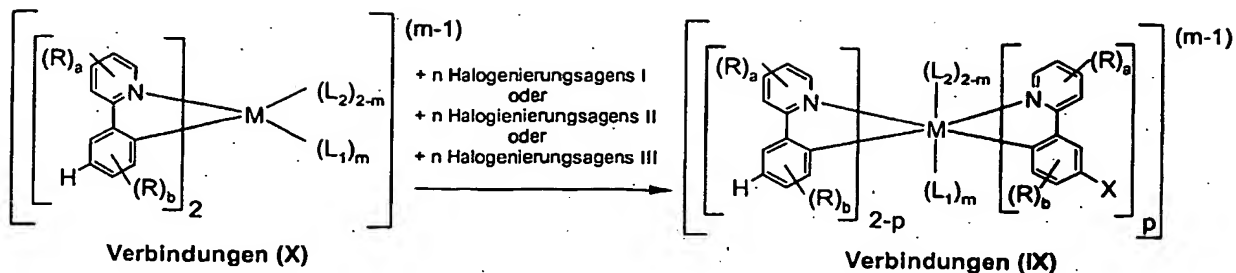 (m-1)
(R)a
N
M
(L2)2-m
(L1)m
H
(R)b
2
+ n Halogenierungsagens I
oder
+ n Halogienierungsagens II
oder
+ n Halogenierungsagens III
(m-1)
(R)a
N
(L2)2-m
M
(L1)m
H
(R)b
2-p
(R)a
N
(R)b
X
p
Verbindungen (X)
Verbindungen (IX)